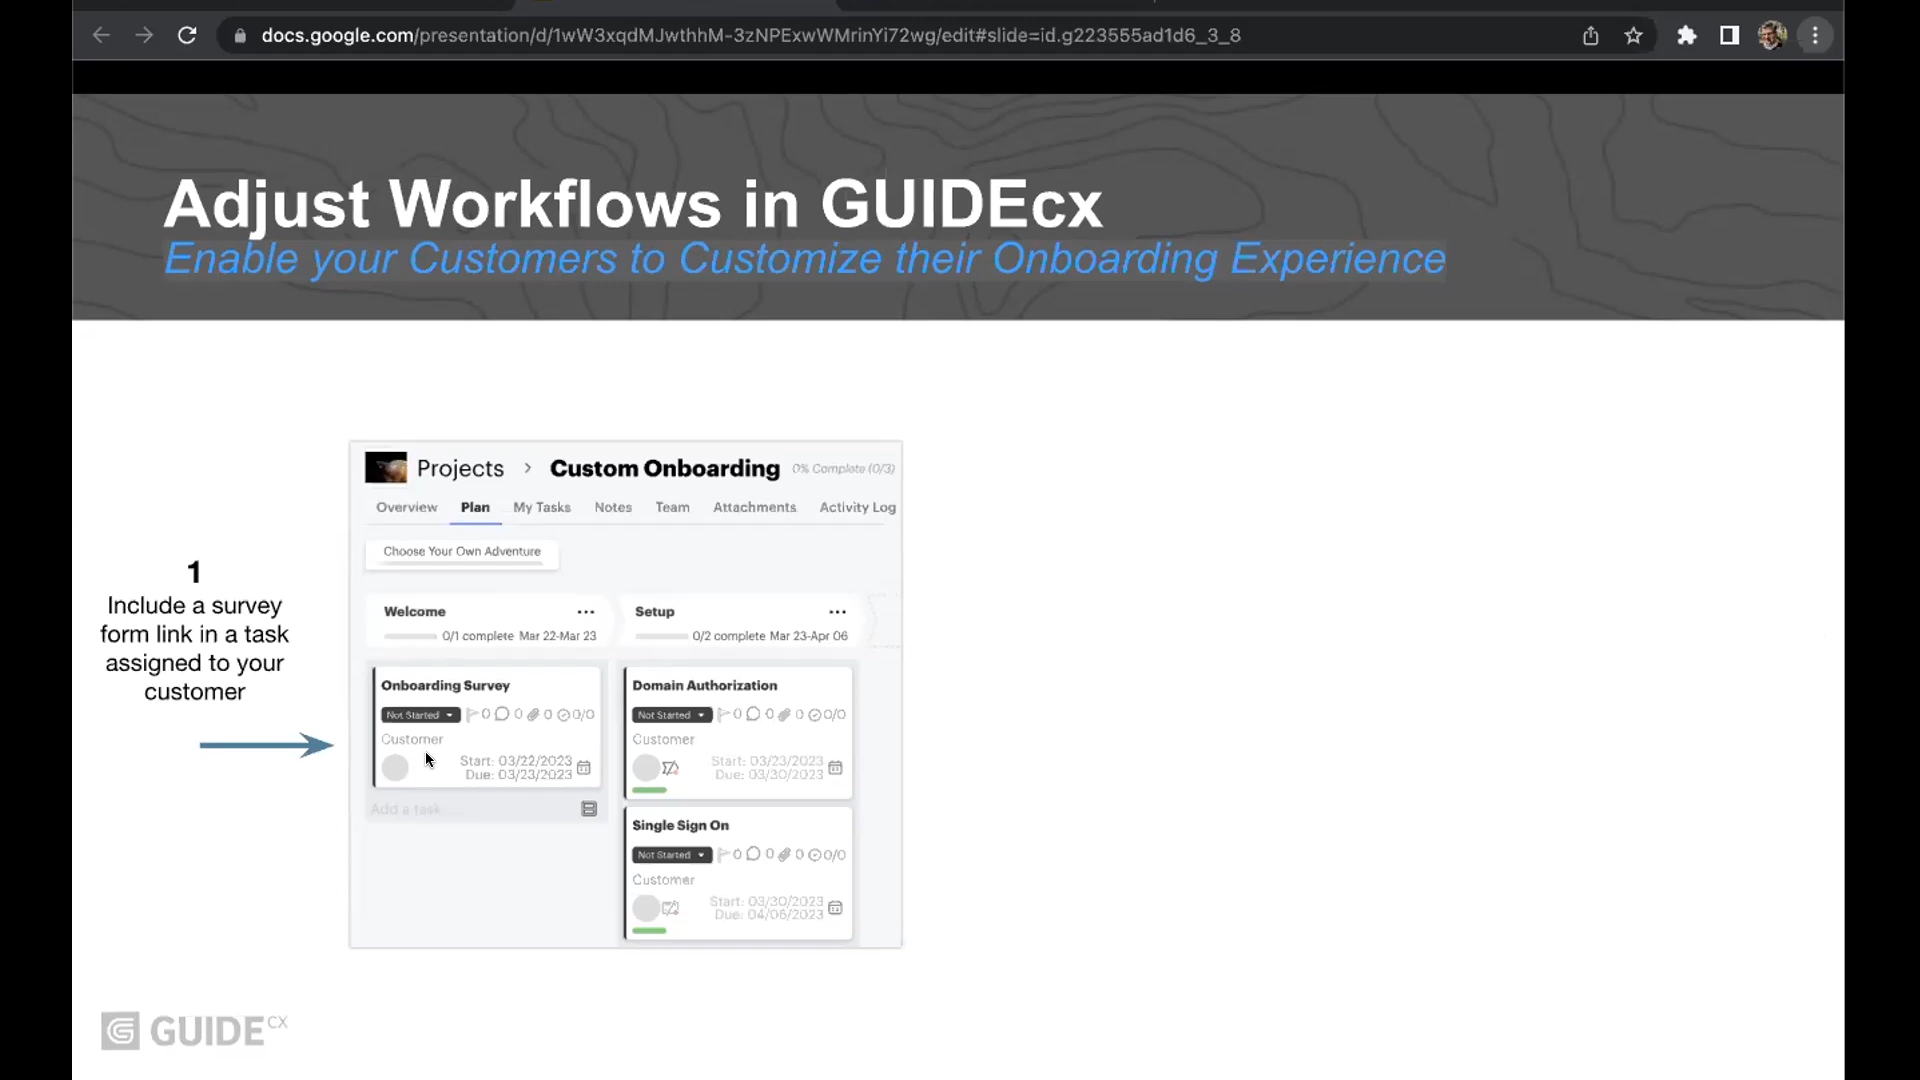 docs.google.com/presentation/d/1wW3xqdMJwthhM-3zNPExwWMrinYi72wg/edit#slide=id.g223555ad1d6_3_8
Adjust Workflows in GUIDEcx
Enable your Customers to Customize their Onboarding Experience
1
Include a survey
form link in a task
assigned to your
customer
Projects > Custom Onboarding 0% Complete (0/3)
Overview Plan My Tasks Notes Team Attachments Activity Log
Choose Your Own Adventure
Welcome ...
0/1 complete Mar 22-Mar 23
Onboarding Survey
Not Started 0 0 0 0/0
Customer
Start: 03/22/2023
Due: 03/23/2023
Add a task
Setup ...
0/2 complete Mar 23-Apr 06
Domain Authorization
Not Started 0 0 0 0/0
Customer
Start: 03/23/2023
Due: 03/30/2023
Single Sign On
Not Started 0 0 0 0/0
Customer
Start: 03/30/2023
Due: 04/06/2023
GUIDE CX